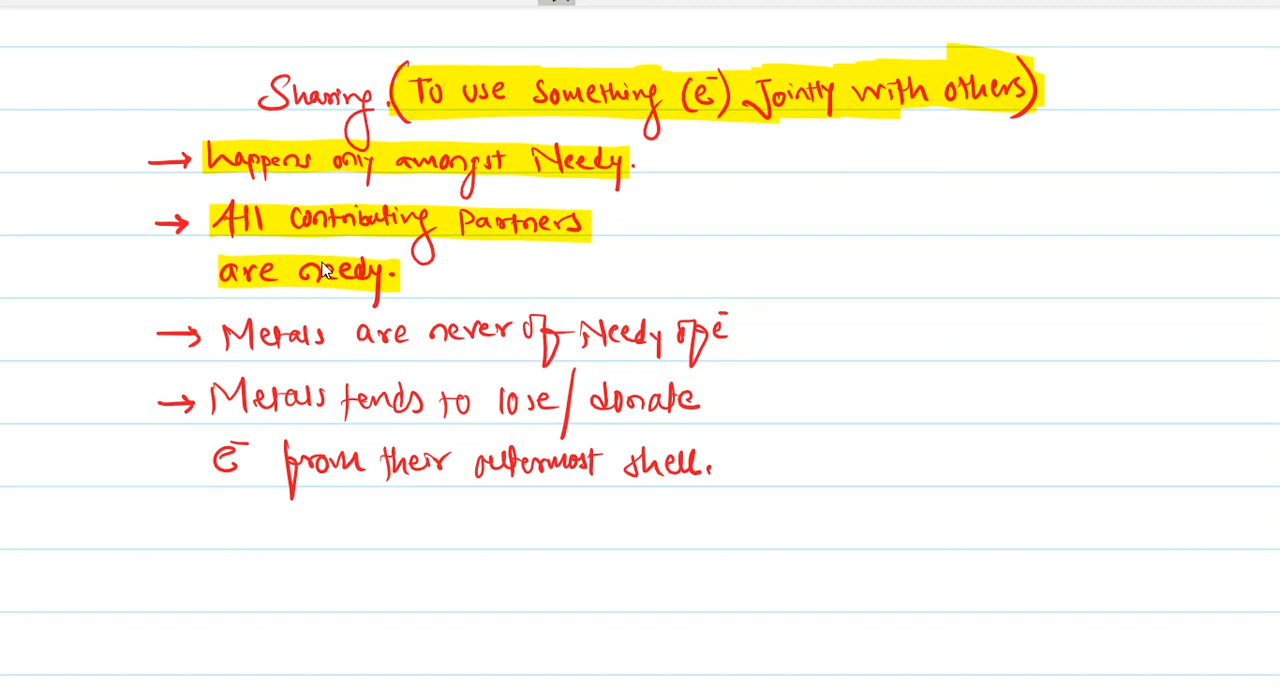 Sharing. (To use something (e⁻) Jointly with others)
→ happens only amongst Needy.
→ All contributing partners
are needy.
→ Metals are never of Needy of e⁻
→ Metals tends to lose/donate
e⁻ from their outermost shell.